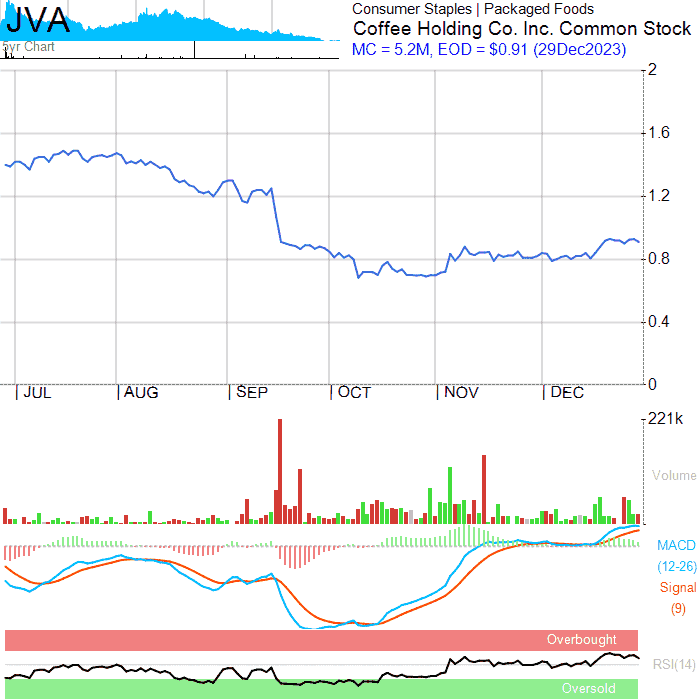 JVA
5yr Chart
Consumer Staples | Packaged Foods
Coffee Holding Co. Inc. Common Stock
MC = 5.2M, EOD = $0.91 (29Dec2023)
2
1.6
1.2
0.8
0.4
0
|JUL |AUG |SEP |OCT |NOV |DEC
221k
Volume
MACD
(12-26)
Signal
(9)
Overbought
RSI(14)
Oversold